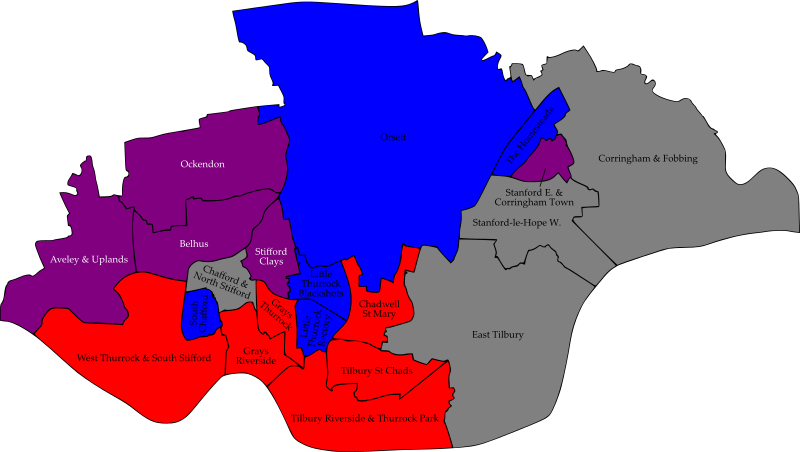 Orsett
The Homesteads
Ockendon
Corringham & Fobbing
Stanford E. &
Corringham Town
Stanford-le-Hope W.
Belhus
Stifford
Clays
Aveley & Uplands
Chafford &
North Stifford
Little
Thurrock
Blackshots
South
Chafford
Grays
Thurrock
Chadwell
St Mary
Little
Thurrock
Rectory
East Tilbury
West Thurrock & South Stifford
Grays
Riverside
Tilbury St Chads
Tilbury Riverside & Thurrock Park